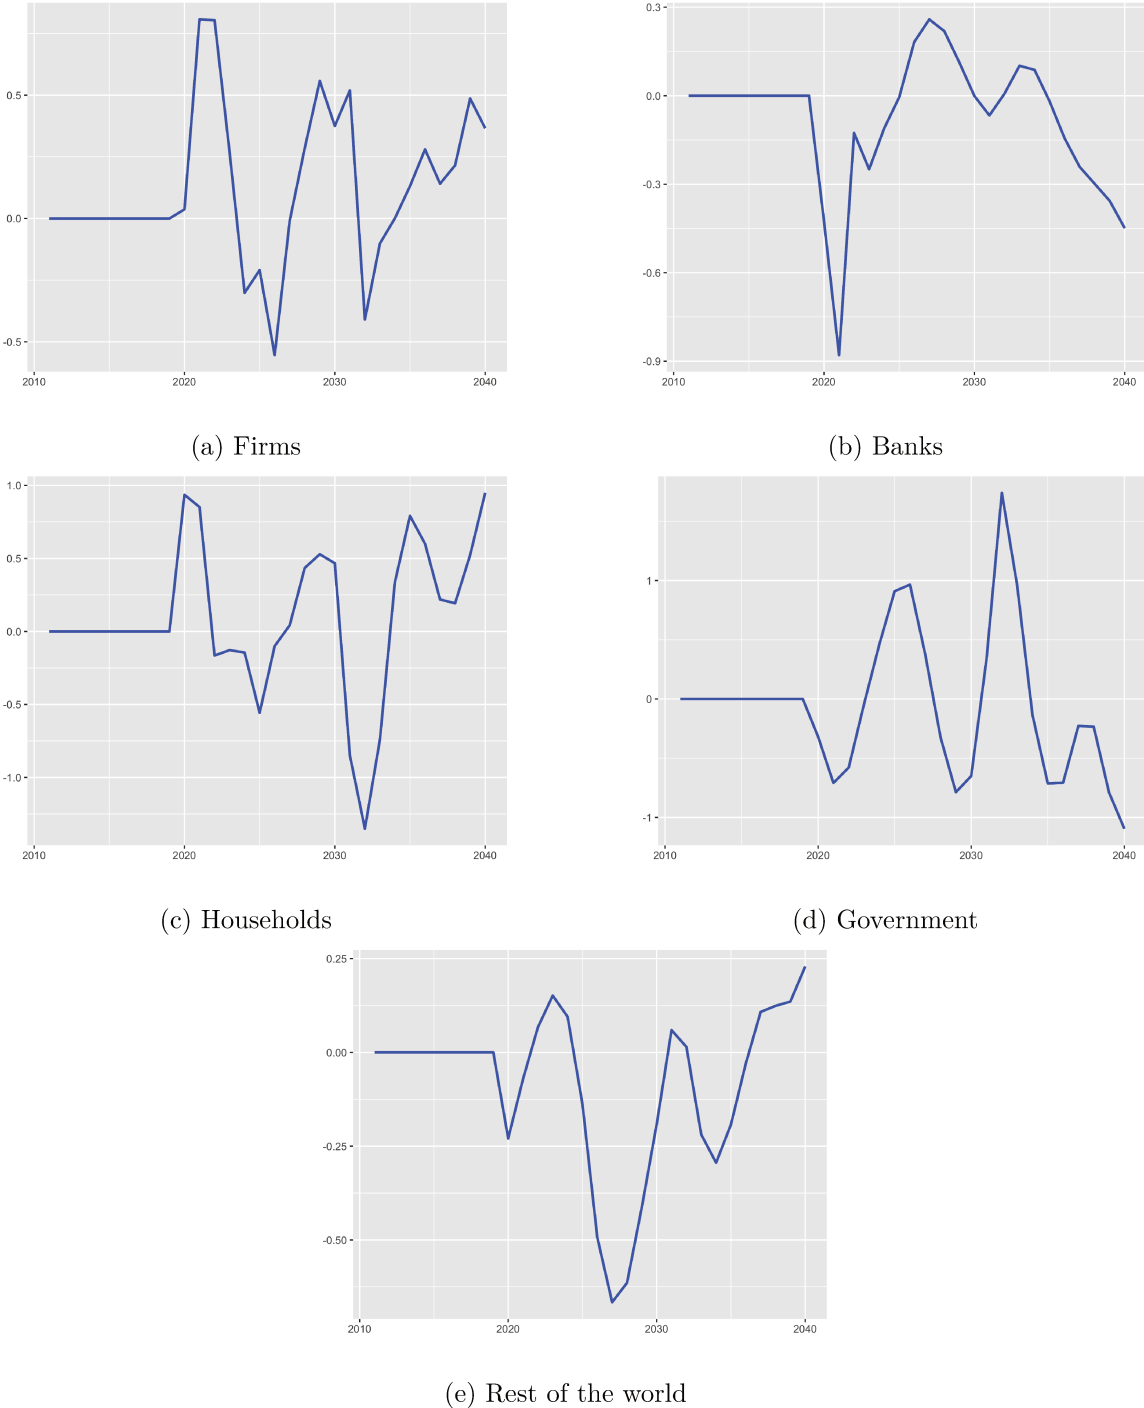 0.5
0.0
-0.5
2010 2020 2030 2040
(a) Firms
0.3
0.0
-0.3
-0.6
-0.9
2010 2020 2030 2040
(b) Banks
1.0
0.5
0.0
-0.5
-1.0
2010 2020 2030 2040
(c) Households
1
0
-1
2010 2020 2030 2040
(d) Government
0.25
0.00
-0.25
-0.50
2010 2020 2030 2040
(e) Rest of the world